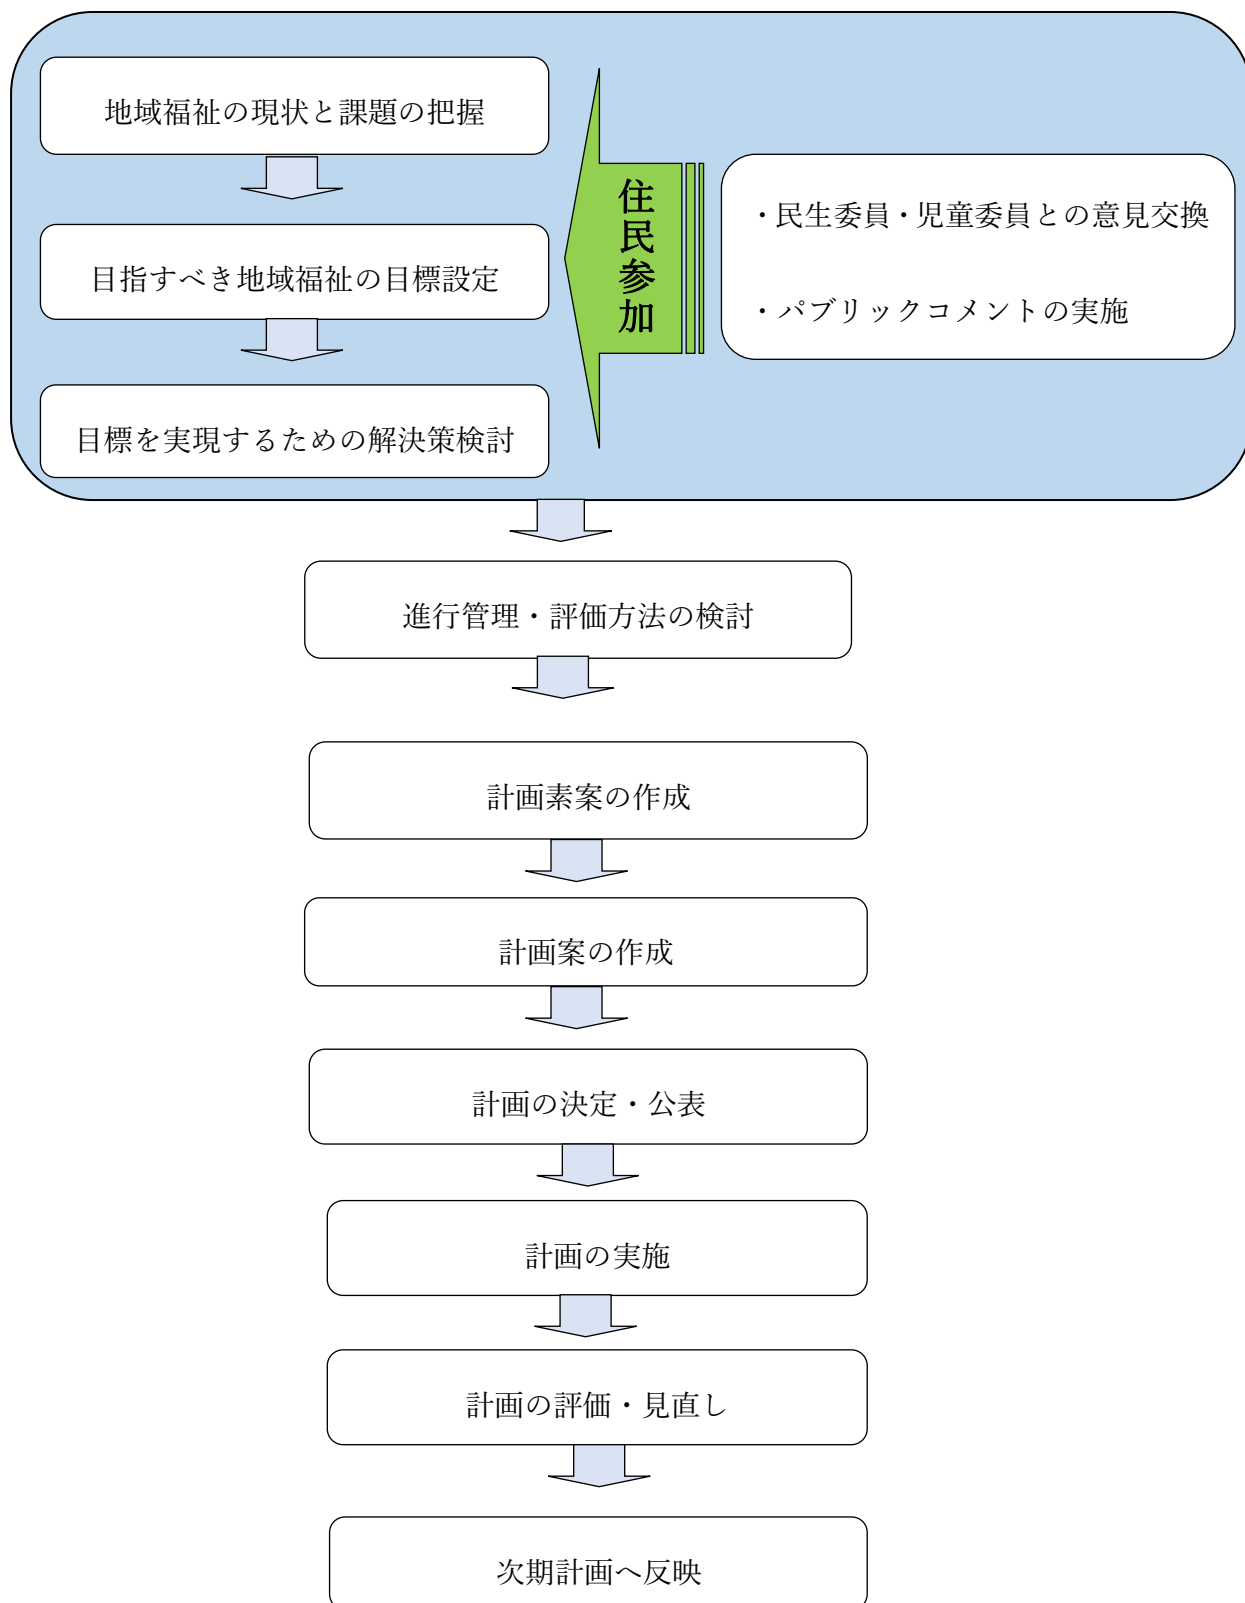 地域福祉の現状と課題の把握
目指すべき地域福祉の目標設定
目標を実現するための解決策検討
住民参加
・民生委員・児童委員との意見交換
・パブリックコメントの実施
進行管理・評価方法の検討
計画素案の作成
計画案の作成
計画の決定・公表
計画の実施
計画の評価・見直し
次期計画へ反映